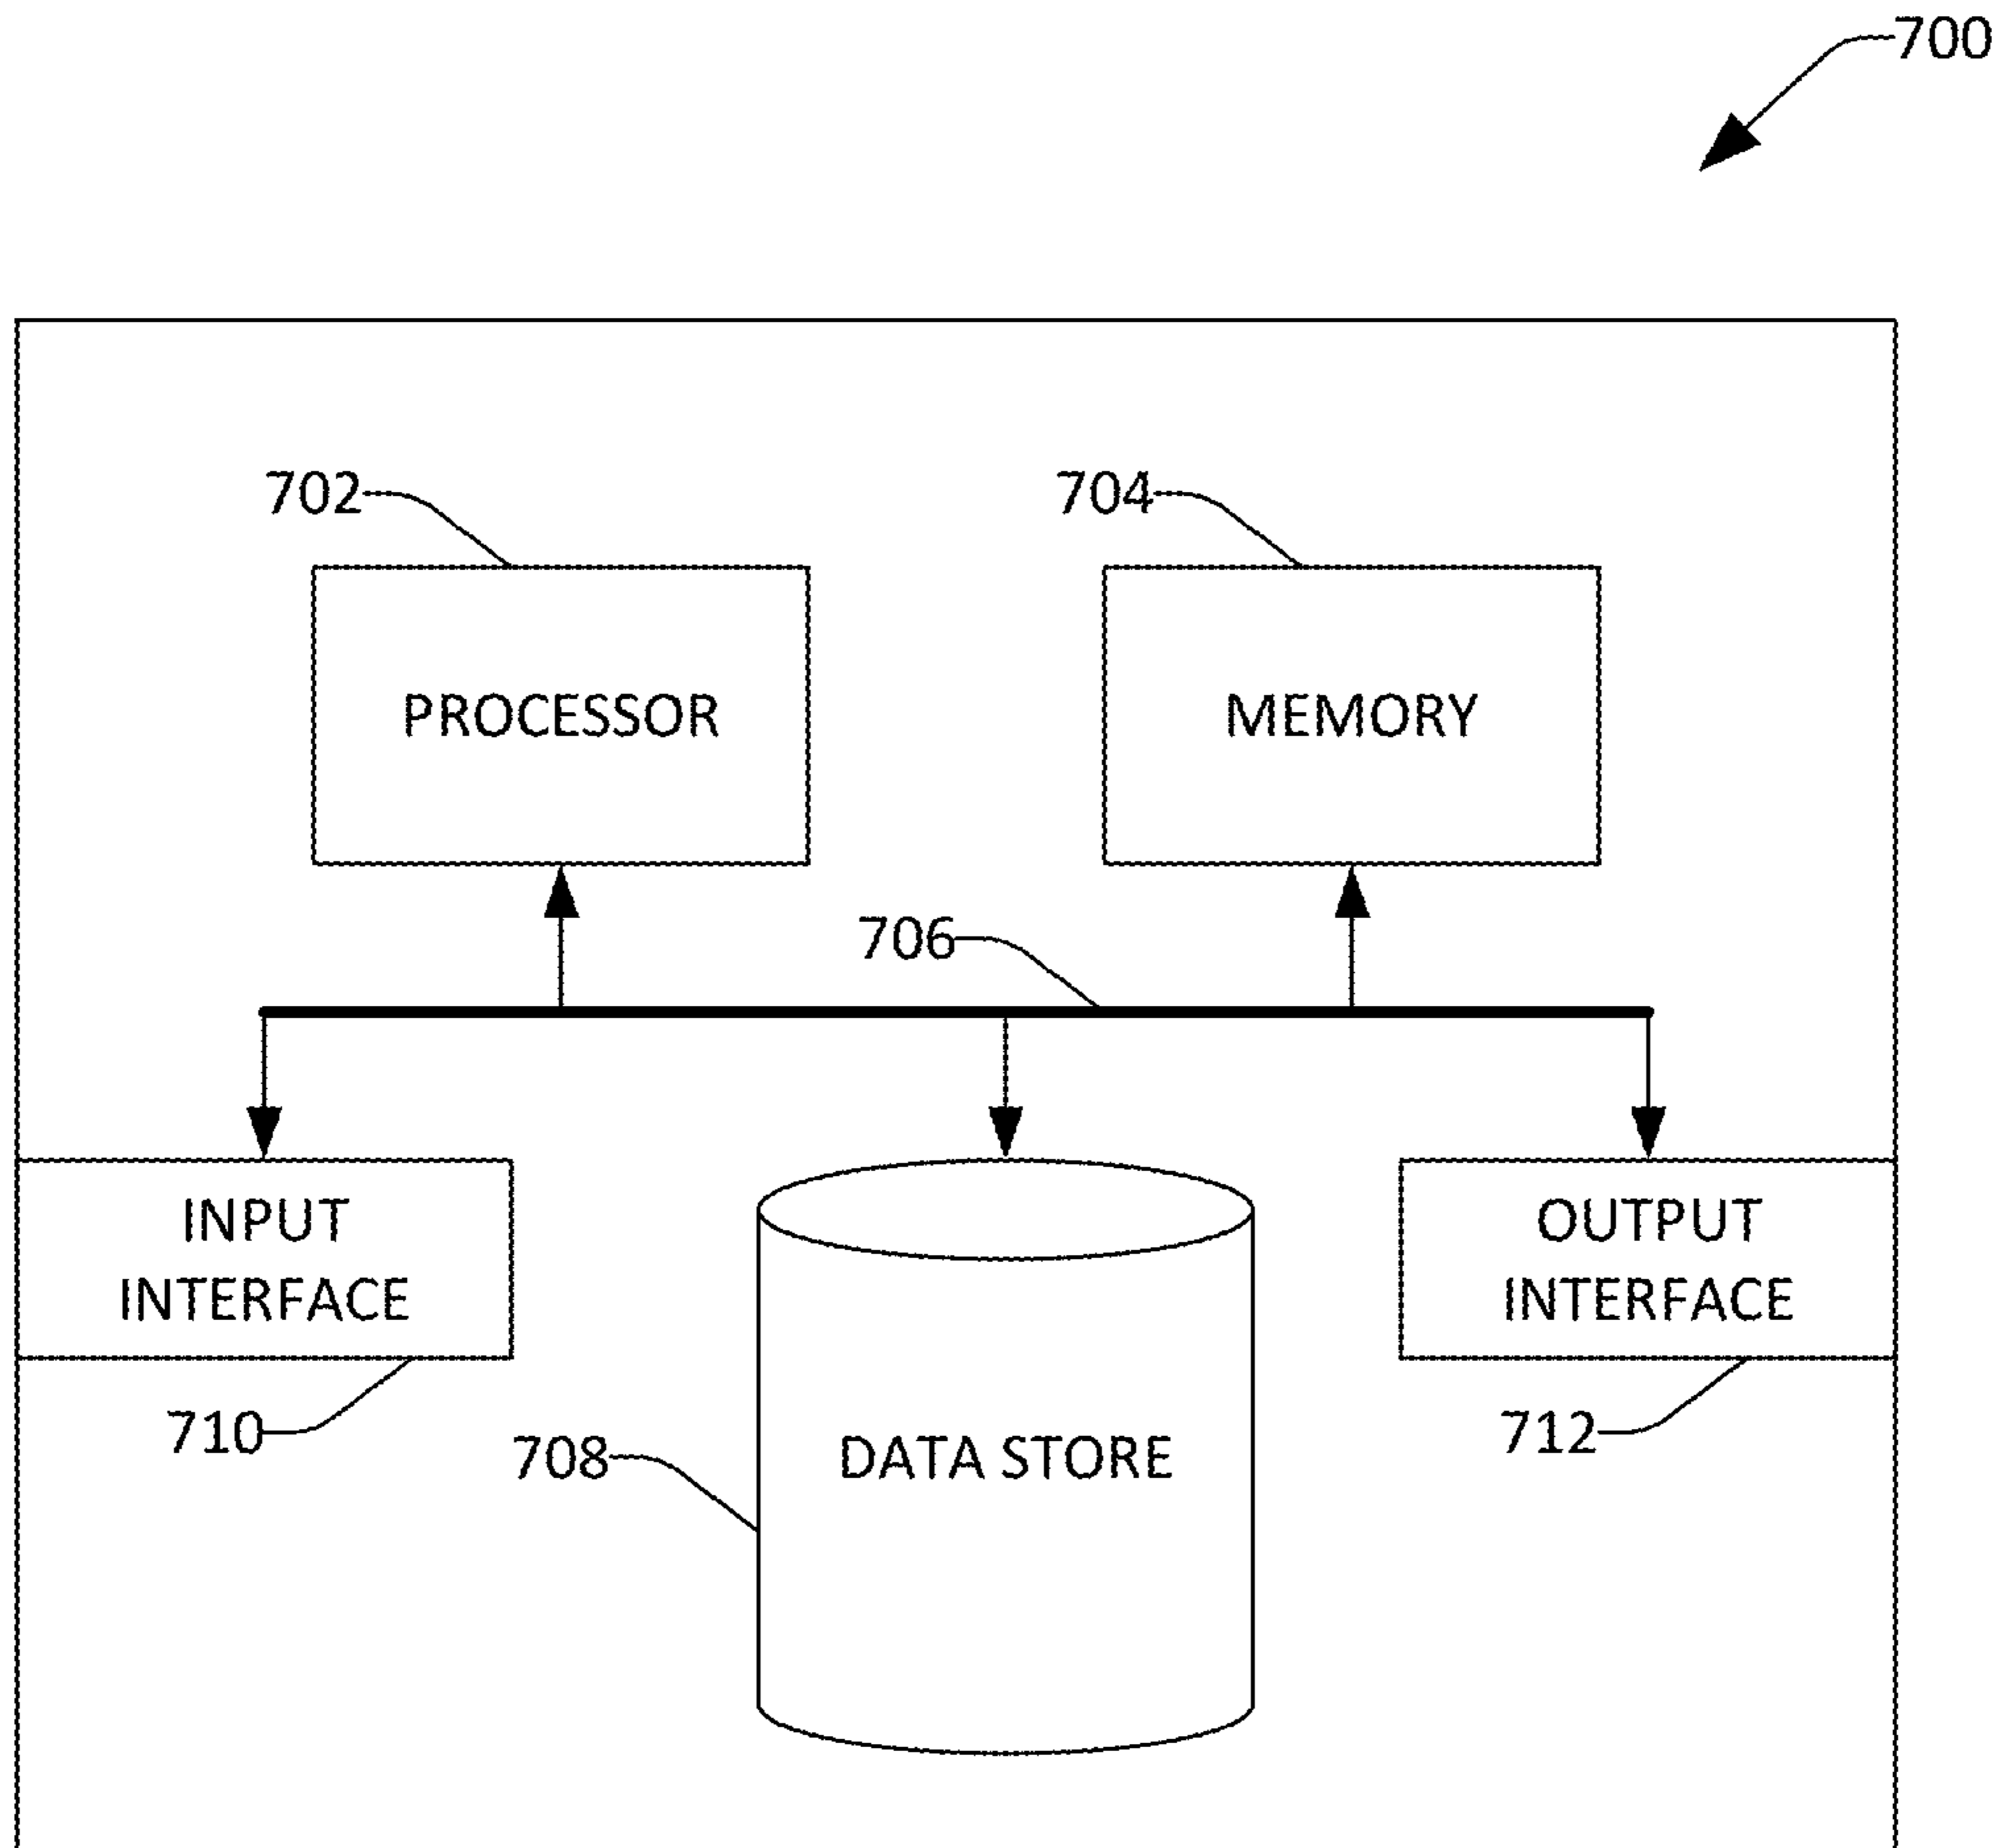 700
702
704
PROCESSOR
MEMORY
706
INPUT
INTERFACE
OUTPUT
INTERFACE
710
708
DATA STORE
712